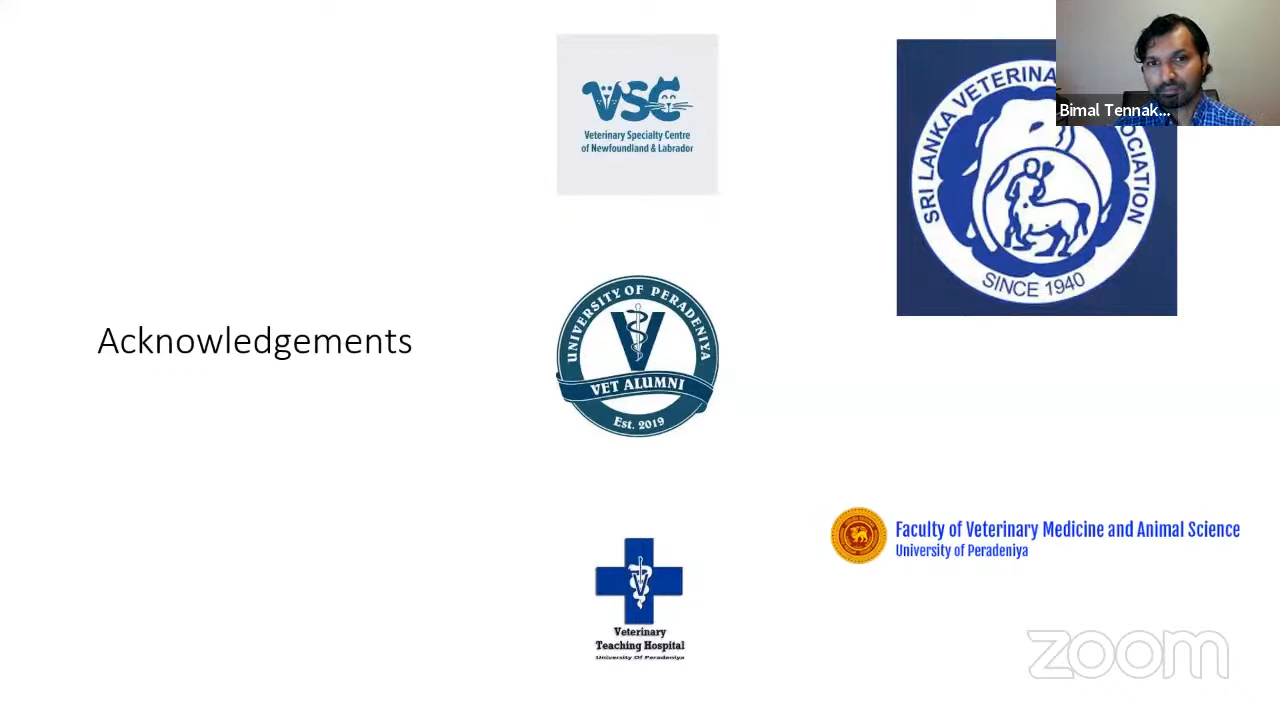 VSC
Veterinary Specialty Centre
of Newfoundland & Labrador
SRI LANKA VETERINA
OCIATION
SINCE 1940
Bimal Tennak...
Acknowledgements
UNIVERSITY OF PERADENIYA
V
VET ALUMNI
Est. 2019
Faculty of Veterinary Medicine and Animal Science
University of Peradeniya
V
Veterinary
Teaching Hospital
University Of Peradeniya
zoom